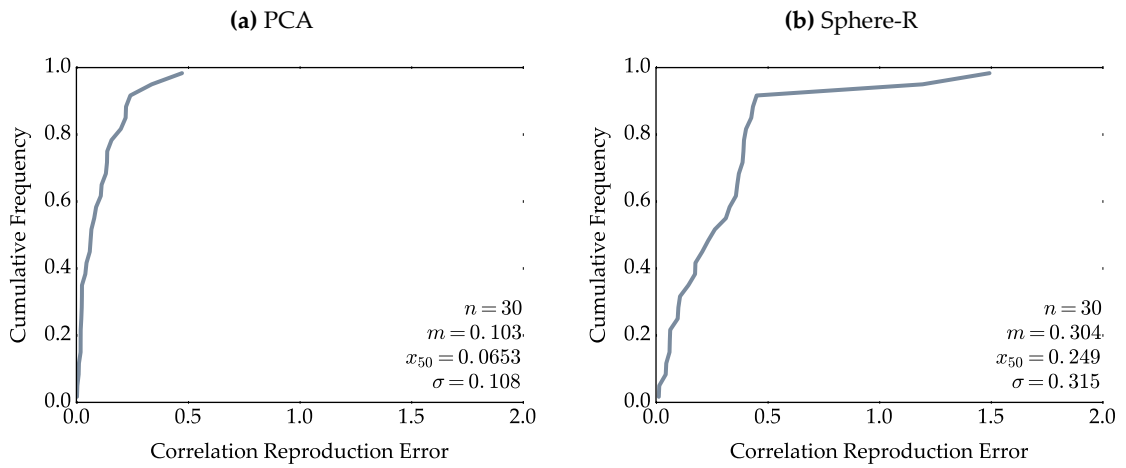 (a) PCA
1.0
0.8
0.6
0.4
0.2
0.0
Cumulative Frequency
0.0 0.5 1.0 1.5 2.0
Correlation Reproduction Error
n = 30
m = 0.103
x50 = 0.0653
σ = 0.108
(b) Sphere-R
1.0
0.8
0.6
0.4
0.2
0.0
Cumulative Frequency
0.0 0.5 1.0 1.5 2.0
Correlation Reproduction Error
n = 30
m = 0.304
x50 = 0.249
σ = 0.315